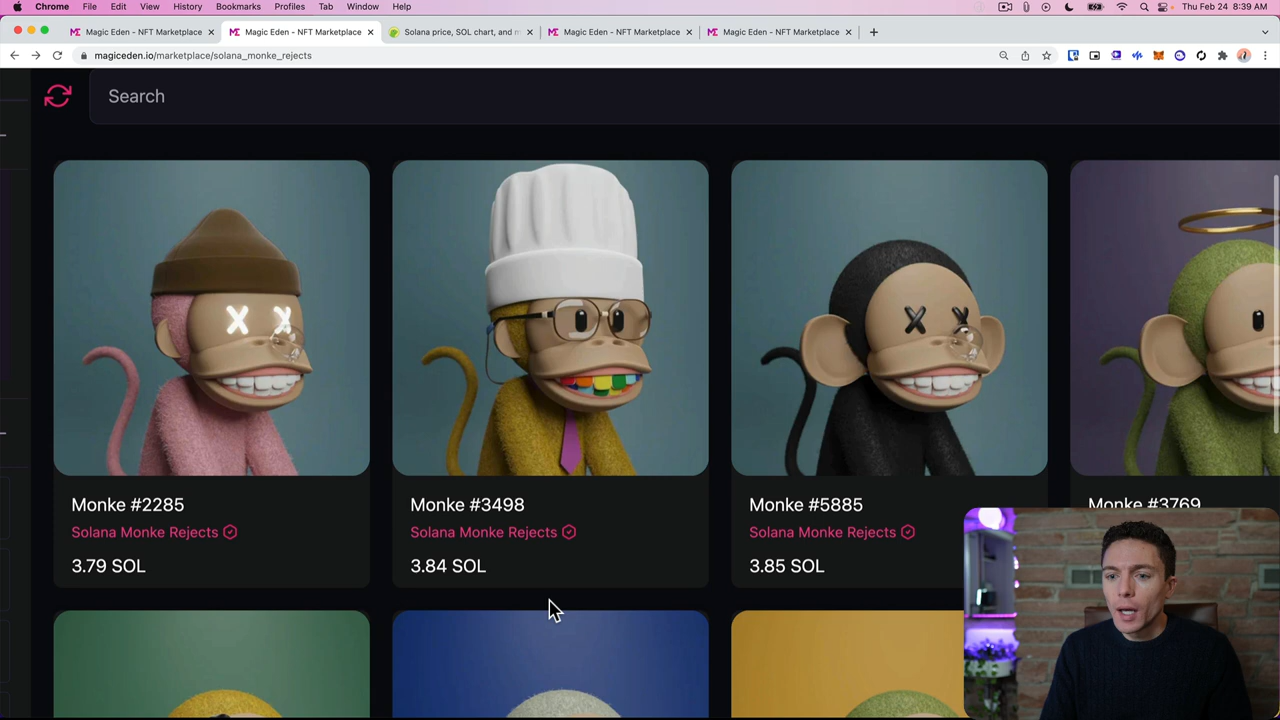 Chrome File Edit View History Bookmarks Profiles Tab Window Help Thu Feb 24 8:39 AM
Magic Eden - NFT Marketplace Magic Eden - NFT Marketplace Solana price, SOL chart, and m Magic Eden - NFT Marketplace Magic Eden - NFT Marketplace
magiceden.io/marketplace/solana_monke_rejects
Search
Monke #2285 Monke #3498 Monke #5885 Monke #3769
Solana Monke Rejects Solana Monke Rejects Solana Monke Rejects
3.79 SOL 3.84 SOL 3.85 SOL